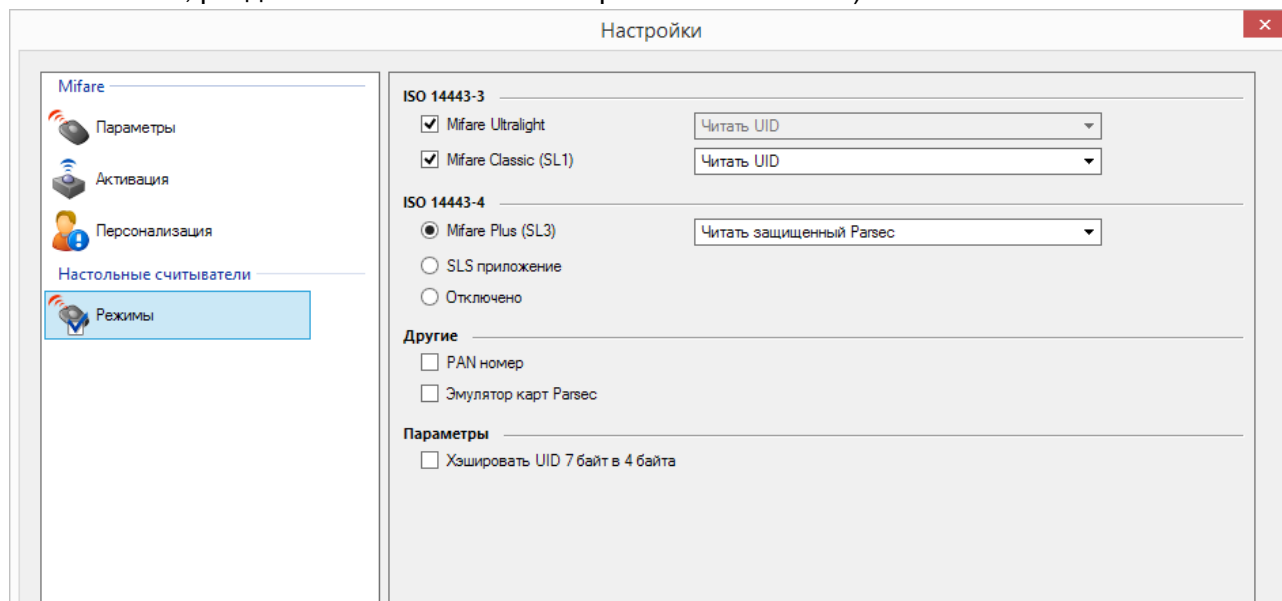 Настройки
Mifare
Параметры
Активация
Персонализация
Настольные считыватели
Режимы
ISO 14443-3
Mifare Ultralight
Читать UID
Mifare Classic (SL1)
Читать UID
ISO 14443-4
Mifare Plus (SL3)
Читать защищенный Parsec
SLS приложение
Отключено
Другие
PAN номер
Эмулятор карт Parsec
Параметры
Хэшировать UID 7 байт в 4 байта